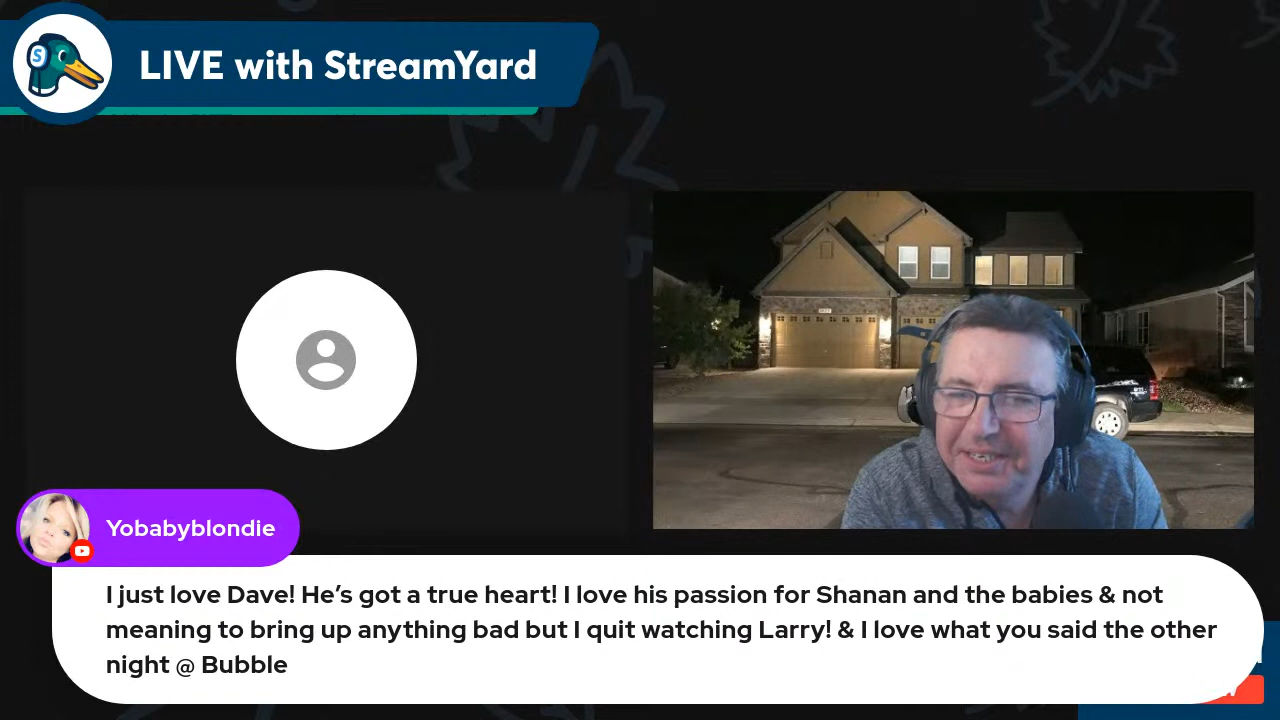 LIVE with StreamYard
Yobabyblondie
I just love Dave! He’s got a true heart! I love his passion for Shanan and the babies & not
meaning to bring up anything bad but I quit watching Larry! & I love what you said the other
night @ Bubble